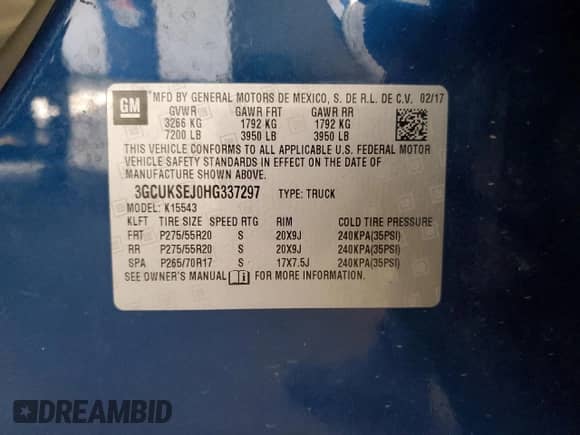 GM MFD BY GENERAL MOTORS DE MEXICO, S. DE R.L. DE C.V. 02/17
GVWR GAWR FRT GAWR RR
3266 KG 1792 KG 1792 KG
7200 LB 3950 LB 3950 LB
THIS VEHICLE CONFORMS TO ALL APPLICABLE U.S. FEDERAL MOTOR
VEHICLE SAFETY STANDARDS IN EFFECT ON THE DATE OF
MANUFACTURE SHOWN ABOVE.
3GCUKSEJ0HG337297 TYPE: TRUCK
MODEL: K15543
KLFT TIRE SIZE SPEED RTG RIM COLD TIRE PRESSURE
FRT P275/55R20 S 20X9J 240KPA(35PSI)
RR P275/55R20 S 20X9J 240KPA(35PSI)
SPA P265/70R17 S 17X7.5J 240KPA(35PSI)
SEE OWNER'S MANUAL FOR MORE INFORMATION.
DREAMBID